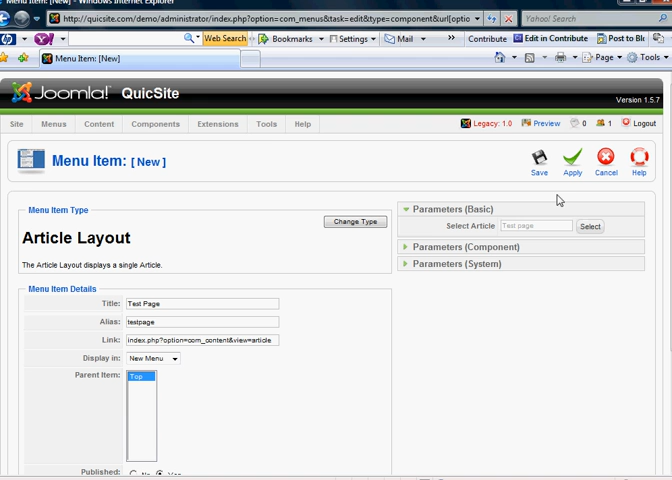 Menu Item: [New] - Windows Internet Explorer
http://quicsite.com/demo/administrator/index.php?option=com_menus&task=edit&type=component&url[optio
Yahoo! Search
Y!
Web Search
Bookmarks
Settings
Mail
Contribute
Edit in Contribute
Post to Bl
Menu Item: [New]
Page
Tools
Joomla! QuicSite
Version 1.5.7
Site Menus Content Components Extensions Tools Help
Legacy: 1.0 Preview 0 1 Logout
Menu Item: [ New ]
Save Apply Cancel Help
Menu Item Type
Change Type
Article Layout
The Article Layout displays a single Article.
Parameters (Basic)
Select Article Test page Select
Parameters (Component)
Parameters (System)
Menu Item Details
Title: Test Page
Alias: testpage
Link: index.php?option=com_content&view=article
Display in: New Menu
Parent Item: Top
Published: No Yes